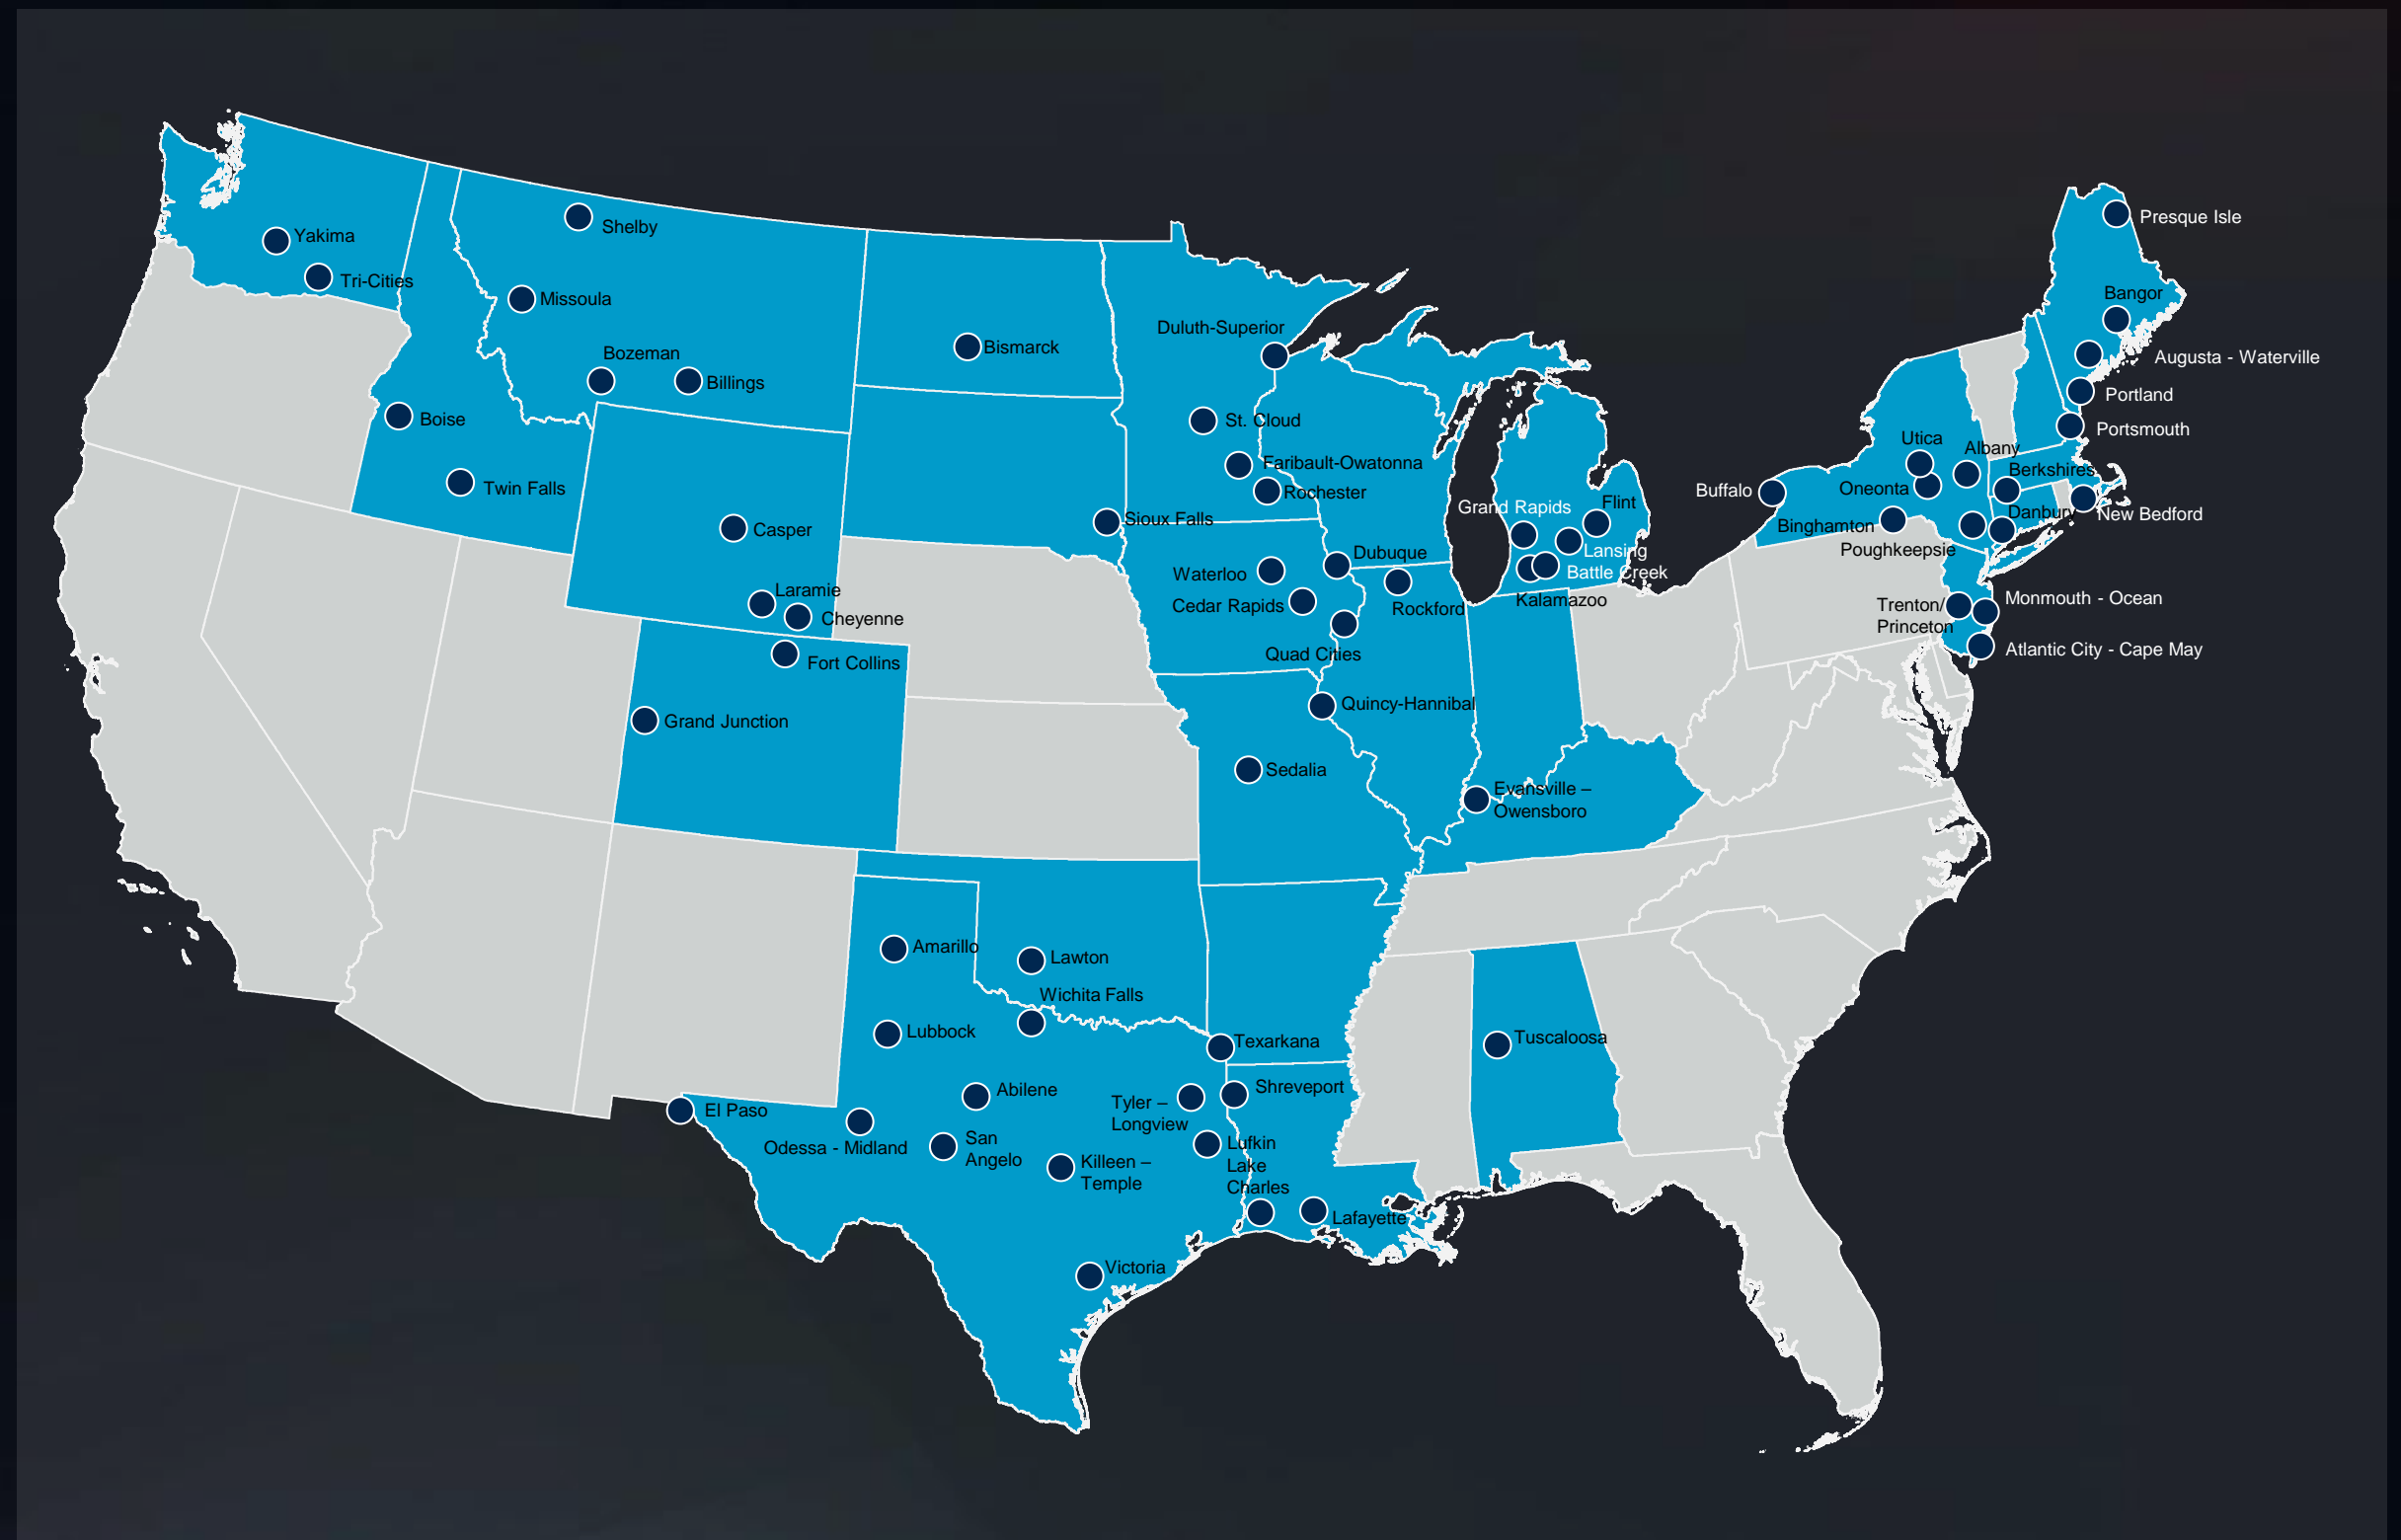 Presque Isle
Shelby
Yakima
Tri-Cities
Missoula
Bangor
Duluth-Superior
Bismarck
Bozeman
Billings
Augusta - Waterville
Portland
Boise
St. Cloud
Portsmouth
Utica
Albany
Faribault-Owatonna
Berkshires
Twin Falls
Rochester
Buffalo
Oneonta
Grand Rapids
Flint
Sioux Falls
Danbury
New Bedford
Casper
Binghamton
Poughkeepsie
Dubuque
Lansing
Waterloo
Battle Creek
Laramie
Cedar Rapids
Rockford
Kalamazoo
Monmouth - Ocean
Trenton/
Princeton
Cheyenne
Fort Collins
Quad Cities
Atlantic City - Cape May
Quincy-Hannibal
Grand Junction
Sedalia
Evansville –
Owensboro
Amarillo
Lawton
Wichita Falls
Lubbock
Texarkana
Tuscaloosa
Abilene
Shreveport
Tyler –
Longview
El Paso
Odessa - Midland
San
Angelo
Lufkin
Killeen –
Temple
Lake
Charles
Lafayette
Victoria